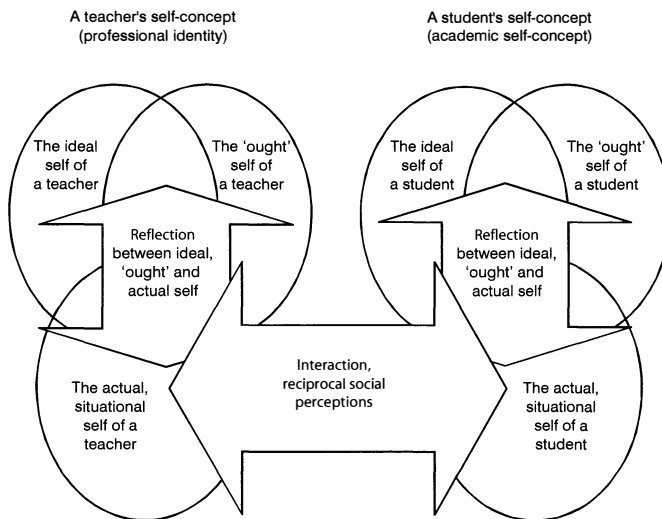 A teacher's self-concept
(professional identity)
A student's self-concept
(academic self-concept)
The ideal
self of
a teacher
The ‘ought’
self of
a teacher
The ideal
self of
a student
The ‘ought’
self of
a student
Reflection
between ideal,
‘ought’ and
actual self
Reflection
between ideal,
‘ought’ and
actual self
Interaction,
reciprocal social
perceptions
The actual,
situational
self of a
teacher
The actual,
situational
self of a
student